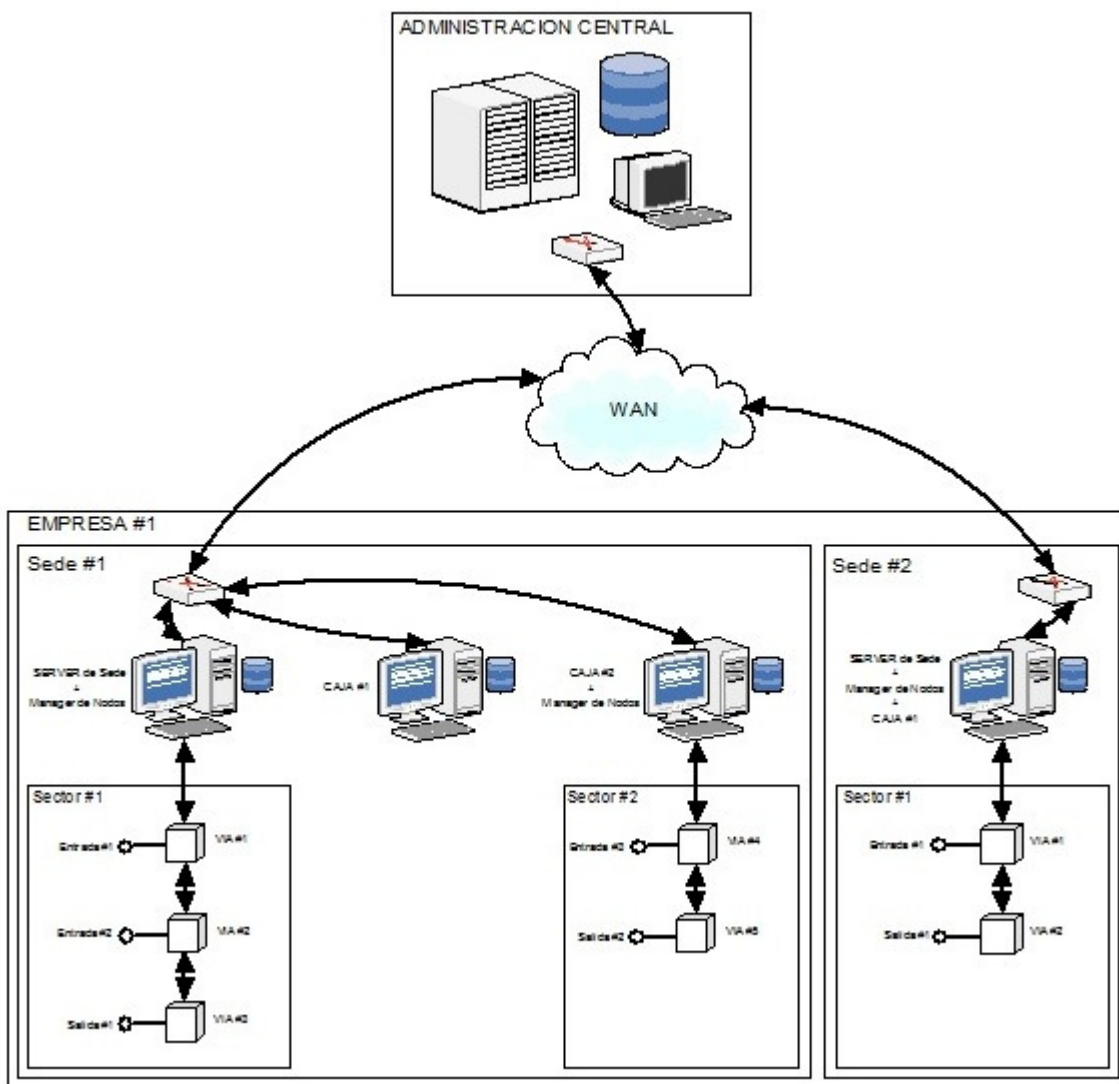 ADMINISTRACION CENTRAL
WAN
EMPRESA #1
Sede #1
Sede #2
SERVER de Sede
+
Manager de Nodos
CAJA #1
CAJA #2
+
Manager de Nodos
SERVER de Sede
+
Manager de Nodos
+
CAJA #1
Sector #1
Entrada #1
VIA #1
Entrada #2
VIA #2
Salida #1
VIA #3
Sector #2
Entrada #3
VIA #4
Salida #2
VIA #5
Sector #1
Entrada #1
VIA #1
Salida #1
VIA #2